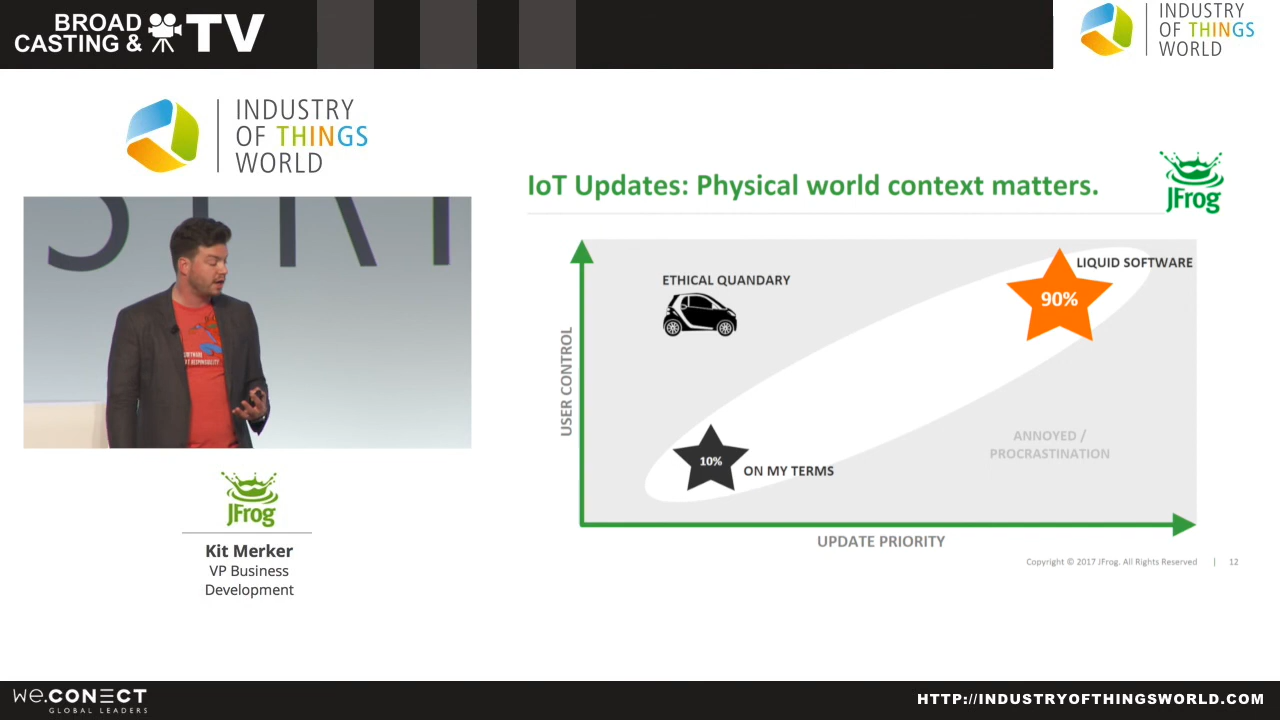 BROAD
CASTING & TV
INDUSTRY
OF THINGS
WORLD
INDUSTRY
OF THINGS
WORLD
JFrog
Kit Merker
VP Business
Development
IoT Updates: Physical world context matters.
JFrog
ETHICAL QUANDARY
LIQUID SOFTWARE
90%
USER CONTROL
ANNOYED /
PROCRASTINATION
10%
ON MY TERMS
UPDATE PRIORITY
Copyright © 2017 JFrog. All Rights Reserved | 12
we.CONECT
GLOBAL LEADERS
HTTP://INDUSTRYOFTHINGSWORLD.COM